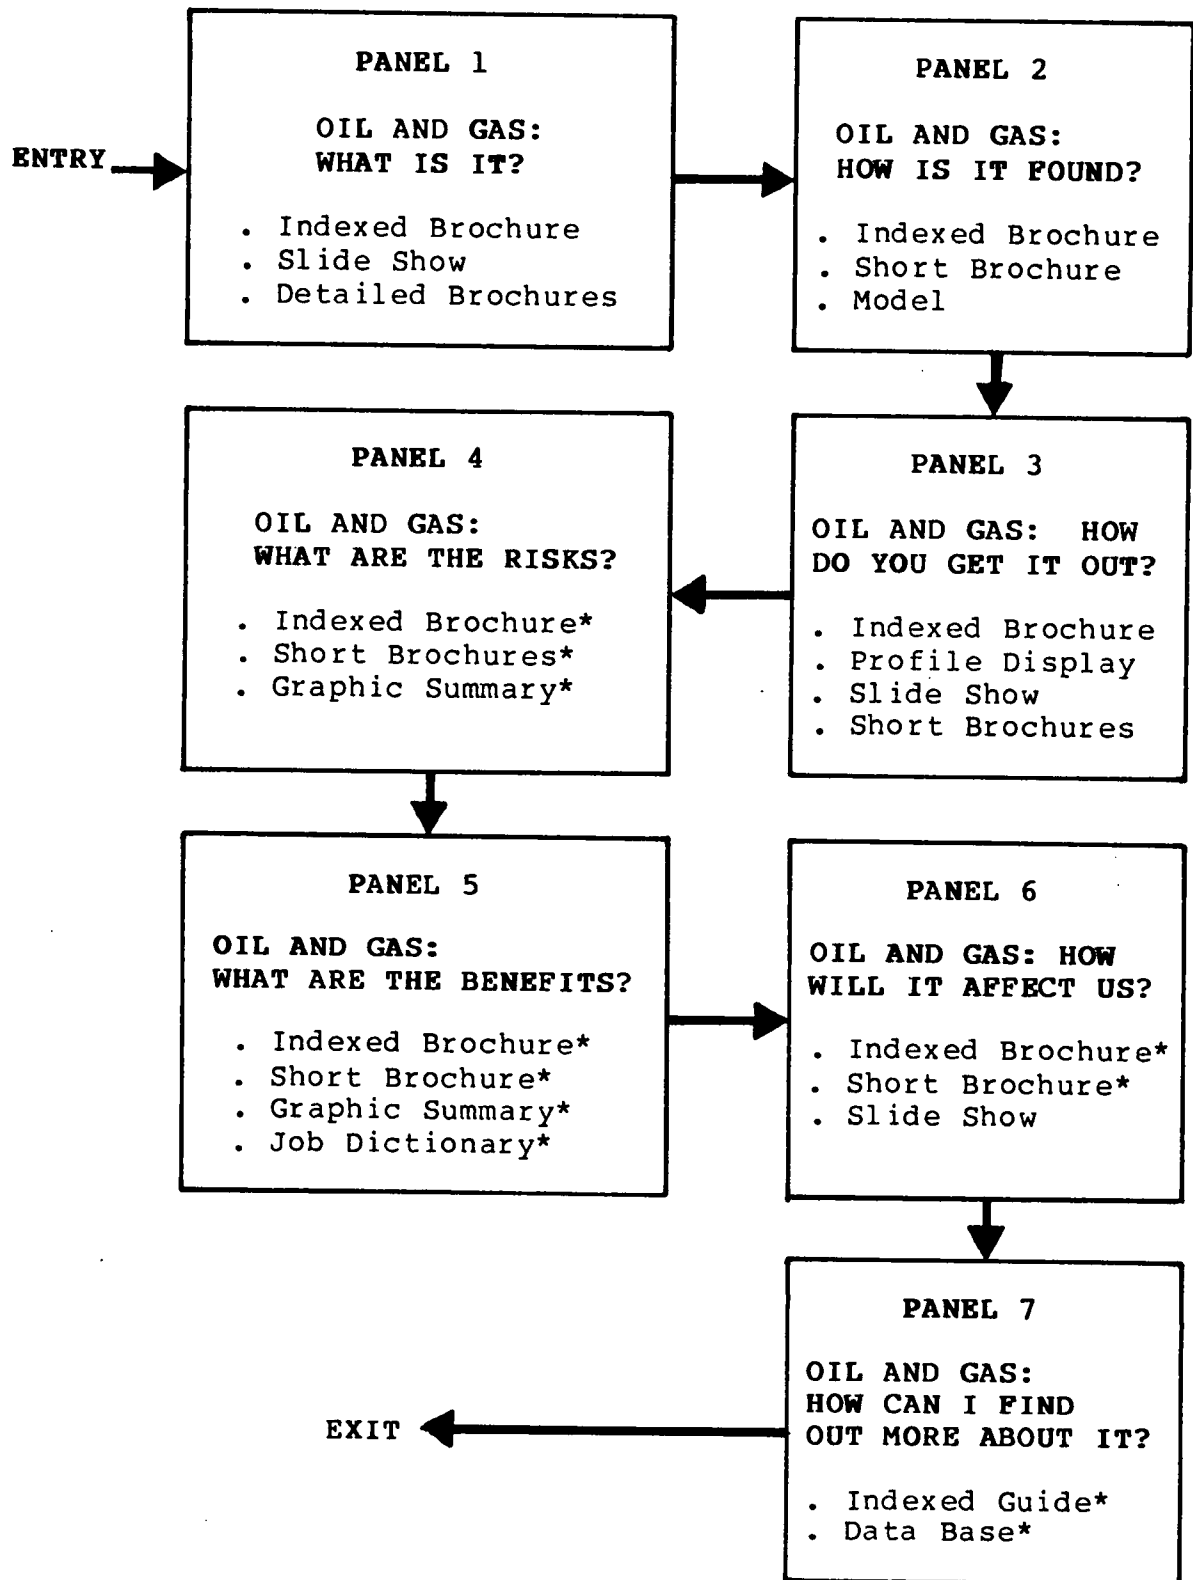 ENTRY
PANEL 1
OIL AND GAS:
WHAT IS IT?
. Indexed Brochure
. Slide Show
. Detailed Brochures
PANEL 2
OIL AND GAS:
HOW IS IT FOUND?
. Indexed Brochure
. Short Brochure
. Model
PANEL 3
OIL AND GAS: HOW
DO YOU GET IT OUT?
. Indexed Brochure
. Profile Display
. Slide Show
. Short Brochures
PANEL 4
OIL AND GAS:
WHAT ARE THE RISKS?
. Indexed Brochure*
. Short Brochures*
. Graphic Summary*
PANEL 5
OIL AND GAS:
WHAT ARE THE BENEFITS?
. Indexed Brochure*
. Short Brochure*
. Graphic Summary*
. Job Dictionary*
PANEL 6
OIL AND GAS: HOW
WILL IT AFFECT US?
. Indexed Brochure*
. Short Brochure*
. Slide Show
PANEL 7
OIL AND GAS:
HOW CAN I FIND
OUT MORE ABOUT IT?
. Indexed Guide*
. Data Base*
EXIT